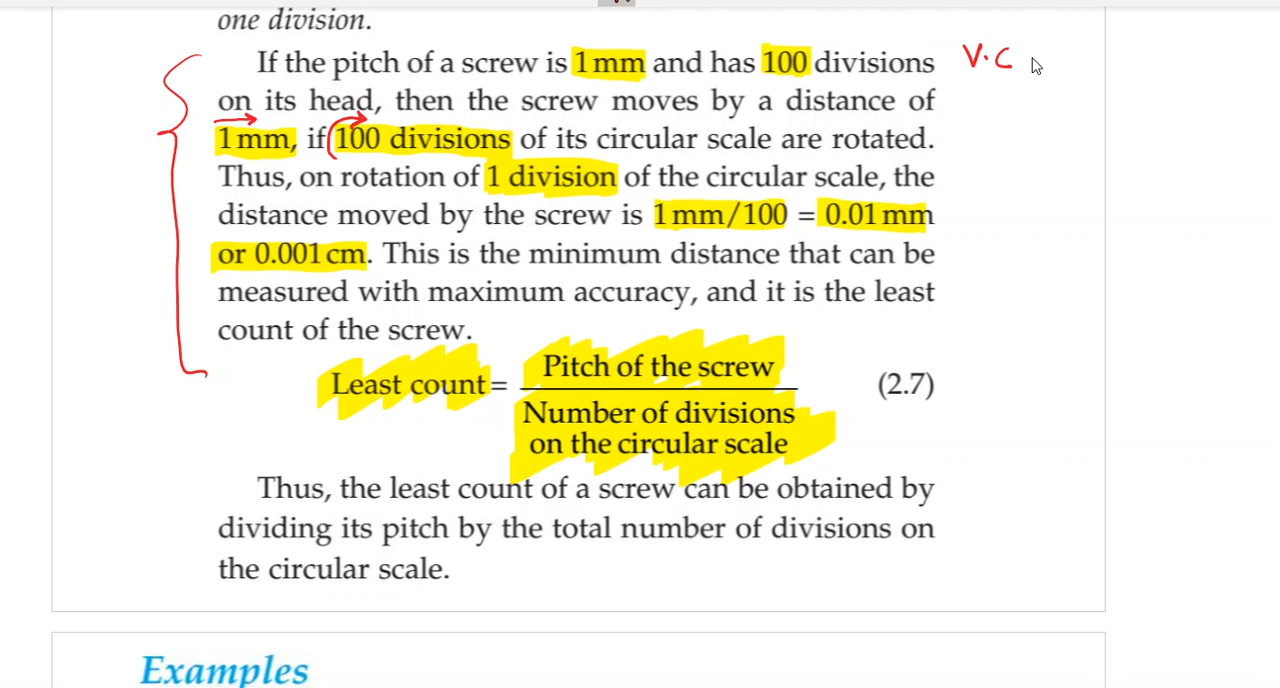 one division.
If the pitch of a screw is 1 mm and has 100 divisions V.C
on its head, then the screw moves by a distance of
1 mm, if 100 divisions of its circular scale are rotated.
Thus, on rotation of 1 division of the circular scale, the
distance moved by the screw is 1 mm/100 = 0.01 mm
or 0.001 cm. This is the minimum distance that can be
measured with maximum accuracy, and it is the least
count of the screw.
Pitch of the screw
Least count = (2.7)
Number of divisions
on the circular scale
Thus, the least count of a screw can be obtained by
dividing its pitch by the total number of divisions on
the circular scale.
Examples